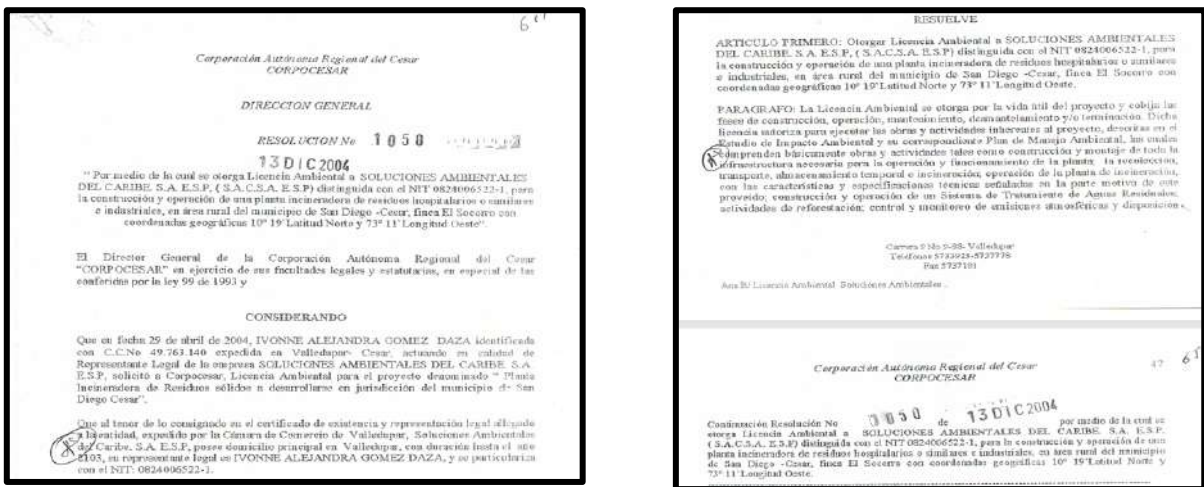 6
Corporación Autónoma Regional del Cesar
CORPOCESAR
DIRECCION GENERAL
RESOLUCION No 1050
13 DIC 2004
"Por medio de la cual se otorga Licencia Ambiental a SOLUCIONES AMBIENTALES
DEL CARIBE. S.A. E.S.P, ( S.A.C.S.A. E.S.P) distinguida con el NIT 0824006522-1, para
la construcción y operación de una planta incineradora de residuos hospitalarios o similares
e industriales, en área rural del municipio de San Diego -Cesar, finca El Socorro con
coordenadas geográficas 10° 19' Latitud Norte y 73° 11' Longitud Oeste".
El Director General de la Corporación Autónoma Regional del Cesar
"CORPOCESAR" en ejercicio de sus facultades legales y estatutarias, en especial de las
conferidas por la ley 99 de 1993 y
CONSIDERANDO
Que en fecha 29 de abril de 2004, IVONNE ALEJANDRA GOMEZ DAZA identificada
con C.C.No 49.763.140 expedida en Valledupar- Cesar, actuando en calidad de
Representante Legal de la empresa SOLUCIONES AMBIENTALES DEL CARIBE. S.A.
E.S.P, solicitó a Corpocesar, Licencia Ambiental para el proyecto denominado " Planta
Incineradora de Residuos sólidos a desarrollarse en jurisdicción del municipio de San
Diego Cesar".
Que al tenor de lo consignado en el certificado de existencia y representación legal allegado
a la entidad, expedido por la Cámara de Comercio de Valledupar, Soluciones Ambientales
del Caribe. S.A. E.S.P, posee domicilio principal en Valledupar, con duración hasta el año
2103, su representante legal es IVONNE ALEJANDRA GOMEZ DAZA, y se particulariza
con el NIT: 0824006522-1.
RESUELVE
ARTICULO PRIMERO: Otorgar Licencia Ambiental a SOLUCIONES AMBIENTALES
DEL CARIBE. S.A. E.S.P, ( S.A.C.S.A. E.S.P) distinguida con el NIT 0824006522-1, para
la construcción y operación de una planta incineradora de residuos hospitalarios o similares
e industriales, en área rural del municipio de San Diego -Cesar, finca El Socorro con
coordenadas geográficas 10° 19' Latitud Norte y 73° 11' Longitud Oeste.
PARAGRAFO: La Licencia Ambiental se otorga por la vida útil del proyecto y cobija las
fases de construcción, operación, mantenimiento, desmantelamiento y/o terminación. Dicha
licencia autoriza para ejecutar las obras y actividades inherentes al proyecto, descritas en el
Estudio de Impacto Ambiental y su correspondiente Plan de Manejo Ambiental, las cuales
comprenden básicamente obras y actividades tales como construcción y montaje de toda la
infraestructura necesaria para la operación y funcionamiento de la planta: la recolección,
transporte, almacenamiento temporal e incineración; operación de la planta de incineración,
con las características y especificaciones técnicas señaladas en la parte motiva de este
proveído; construcción y operación de un Sistema de Tratamiento de Aguas Residuales;
actividades de reforestación; control y monitoreo de emisiones atmosféricas y disposición
Carrera 9 No 9-88- Valledupar
Teléfonos 5733925-5737778
Fax 5737181
Ana B/ Licencia Ambiental Soluciones Ambientales .
Corporación Autónoma Regional del Cesar
CORPOCESAR
Continuación Resolución No 1050 de 13 DIC 2004 por medio de la cual se
otorga Licencia Ambiental a SOLUCIONES AMBIENTALES DEL CARIBE. S.A. E.S.P,
( S.A.C.S.A. E.S.P) distinguida con el NIT 0824006522-1, para la construcción y operación de una
planta incineradora de residuos hospitalarios o similares e industriales, en área rural del municipio
de San Diego -Cesar, finca El Socorro con coordenadas geográficas 10° 19' Latitud Norte y
73° 11' Longitud Oeste.